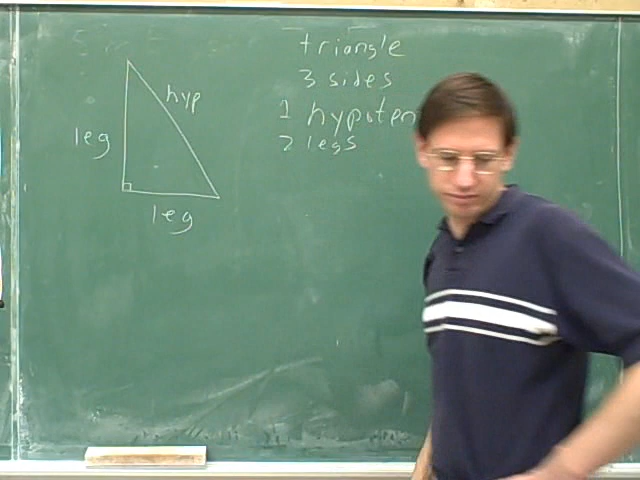 triangle
3 sides
1 hypoten
2 legs
hyp
leg
leg